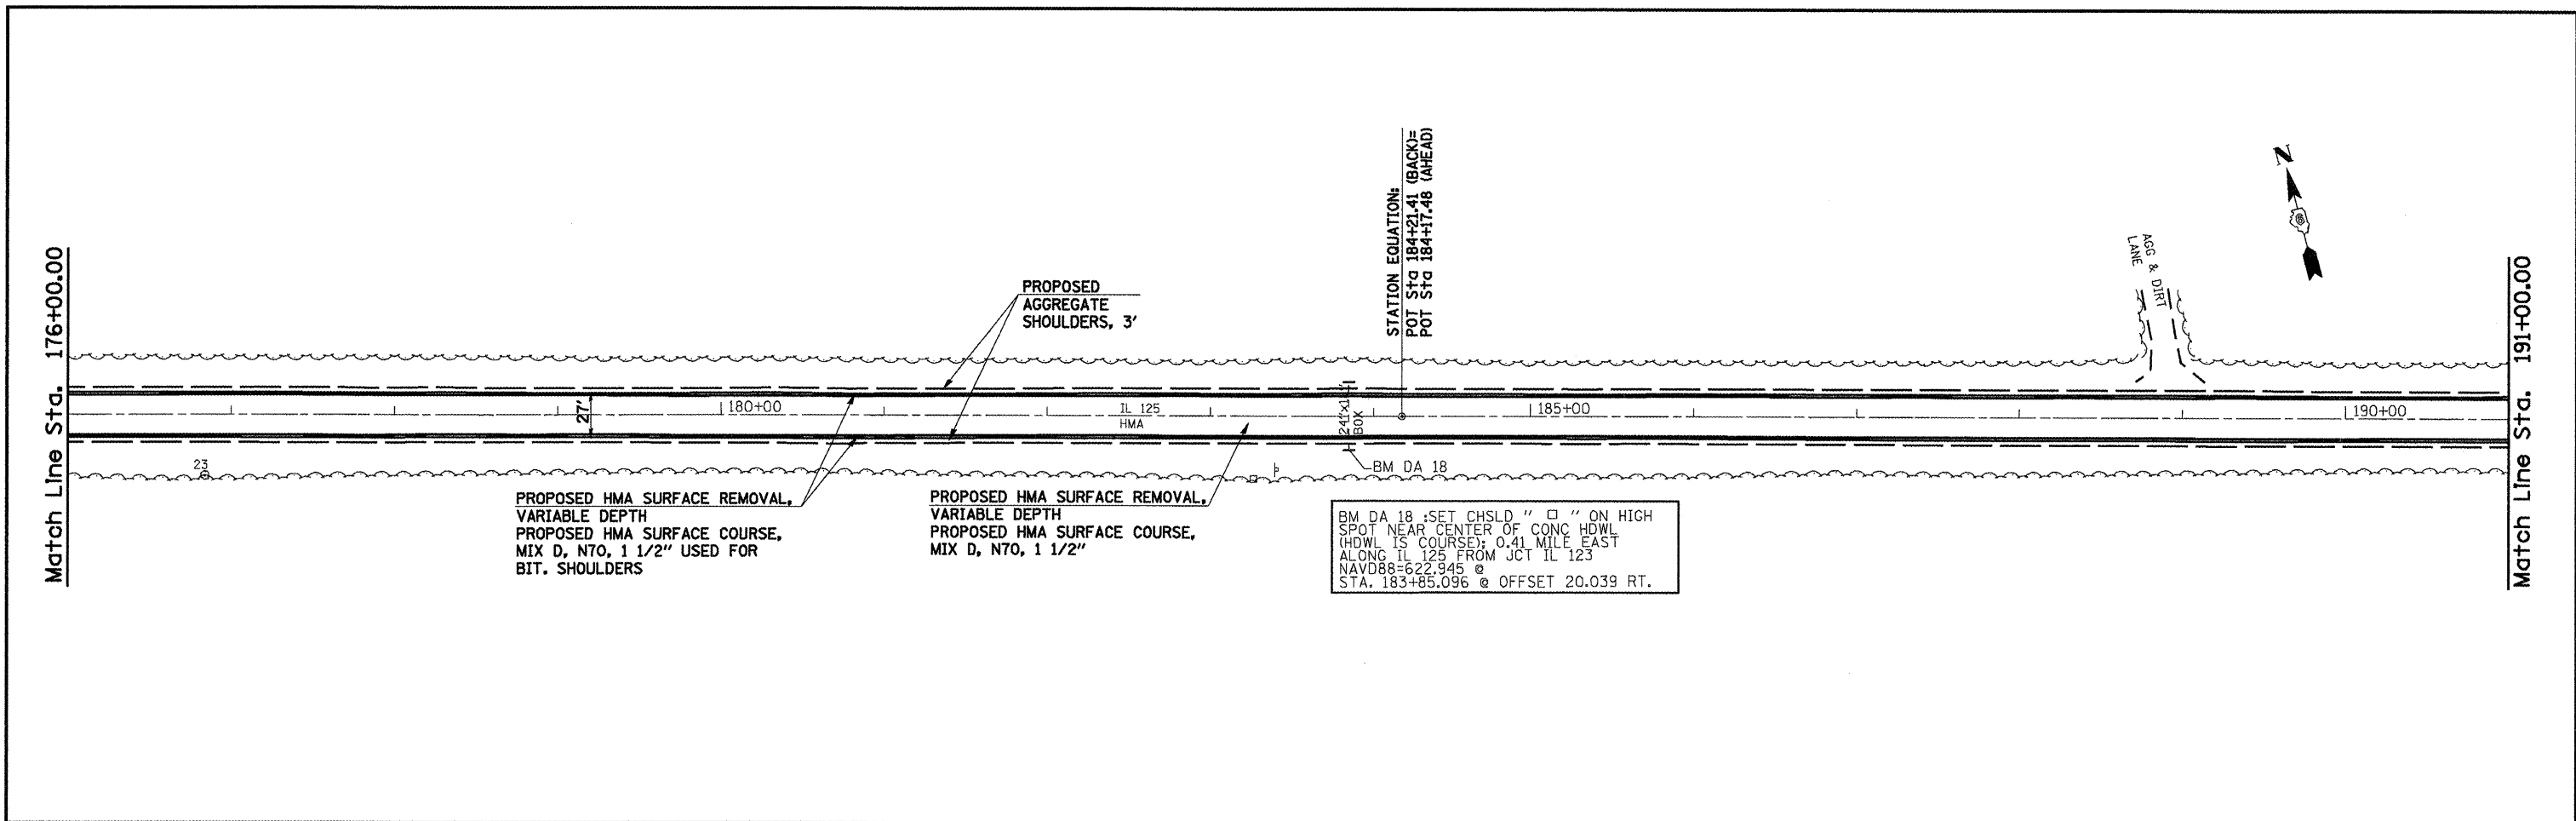 Match Line Sta. 176+00.00
27'
23
180+00
PROPOSED
AGGREGATE
SHOULDERS, 3'
IL 125
HMA
PROPOSED HMA SURFACE REMOVAL,
VARIABLE DEPTH
PROPOSED HMA SURFACE COURSE,
MIX D, N70, 1 1/2" USED FOR
BIT. SHOULDERS
PROPOSED HMA SURFACE REMOVAL,
VARIABLE DEPTH
PROPOSED HMA SURFACE COURSE,
MIX D, N70, 1 1/2"
BOX
BM DA 18
STATION EQUATION:
POT Sta 184+21.41 (BACK)=
POT Sta 184+17.48 (AHEAD)
185+00
BM DA 18 :SET CHSLD " □ " ON HIGH
SPOT NEAR CENTER OF CONC HDWL
(HDWL IS COURSE); 0.41 MILE EAST
ALONG IL 125 FROM JCT IL 123
NAVD88=622.945 @
STA. 183+85.096 @ OFFSET 20.039 RT.
AGG & DIRT
LANE
N
190+00
Match Line Sta. 191+00.00